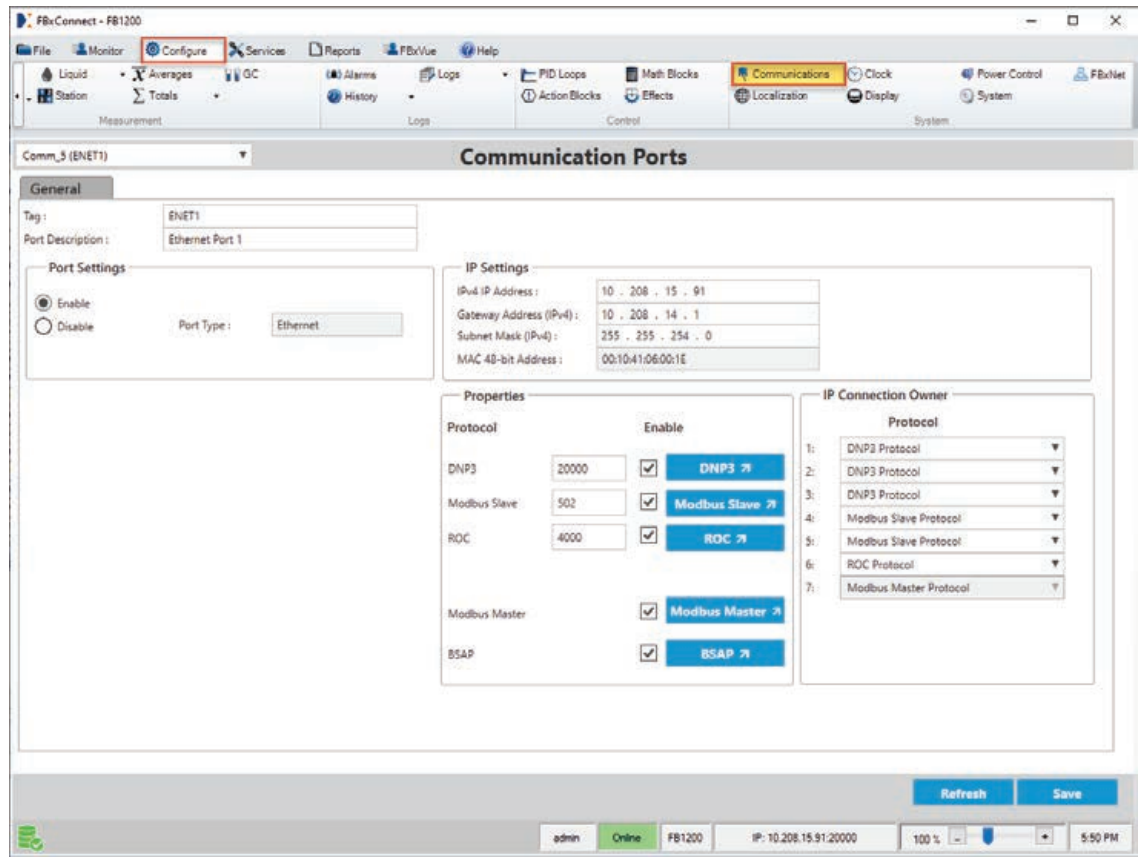 FBxConnect - FB1200
File Monitor Configure Services Reports FBxVue Help
Liquid Averages GC Alarms Logs PID Loops Math Blocks Communications Clock Power Control FBxNet
Station Totals History Action Blocks Effects Localization Display System
Measurement Logs Control System
Comm_5 (ENET1) Communication Ports
General
Tag : ENET1
Port Description : Ethernet Port 1
Port Settings
Enable
Disable Port Type : Ethernet
IP Settings
IPv4 IP Address : 10 . 208 . 15 . 91
Gateway Address (IPv4) : 10 . 208 . 14 . 1
Subnet Mask (IPv4) : 255 . 255 . 254 . 0
MAC 48-bit Address : 00:10:41:06:00:1E
Properties
Protocol Enable
DNP3 20000 DNP3
Modbus Slave 502 Modbus Slave
ROC 4000 ROC
Modbus Master Modbus Master
BSAP BSAP
IP Connection Owner
Protocol
1: DNP3 Protocol
2: DNP3 Protocol
3: DNP3 Protocol
4: Modbus Slave Protocol
5: Modbus Slave Protocol
6: ROC Protocol
7: Modbus Master Protocol
Refresh Save
admin Online FB1200 IP: 10.208.15.91:20000 100 % - + 5:50 PM